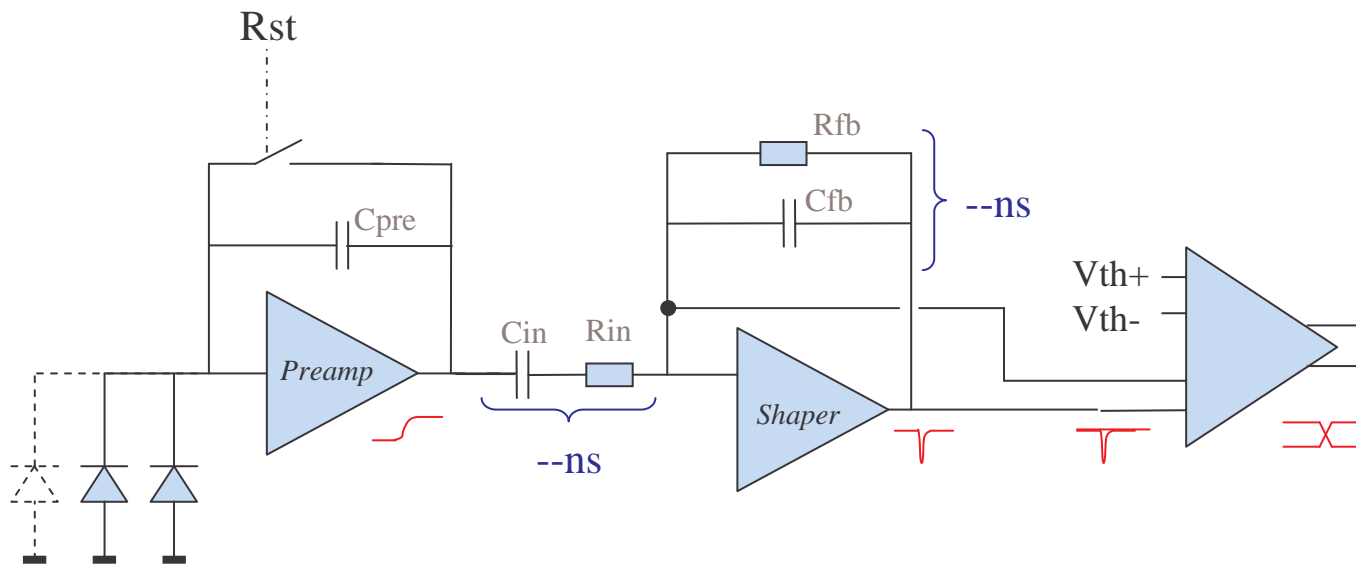 Rst
Rfb
Cpre
Cfb
--ns
Vth+
Vth-
Cin
Rin
Preamp
Shaper
--ns